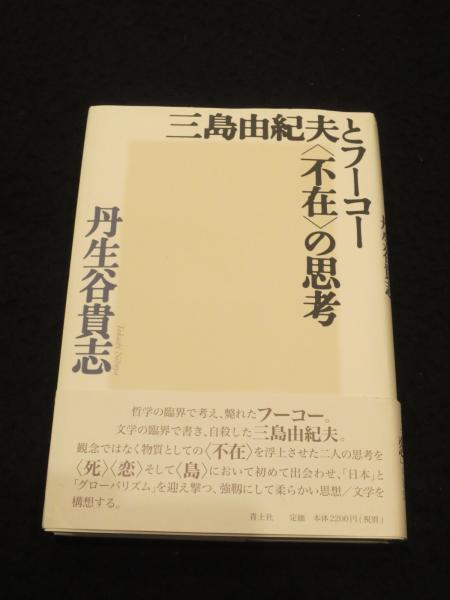 三島由紀夫とフーコー
〈不在〉の思考
丹生谷貴志
Takashi Nibuya
哲学の臨界で考え、斃れたフーコー。
文学の臨界で書き、自殺した三島由紀夫。
観念ではなく物質としての〈不在〉を浮上させた二人の思考を
〈死〉〈恋〉そして〈島〉において初めて出会わせ、「日本」と
「グローバリズム」を迎え撃つ、強靭にして柔らかい思想／文学を
構想する。
青土社 定価 本体2200円(税別)